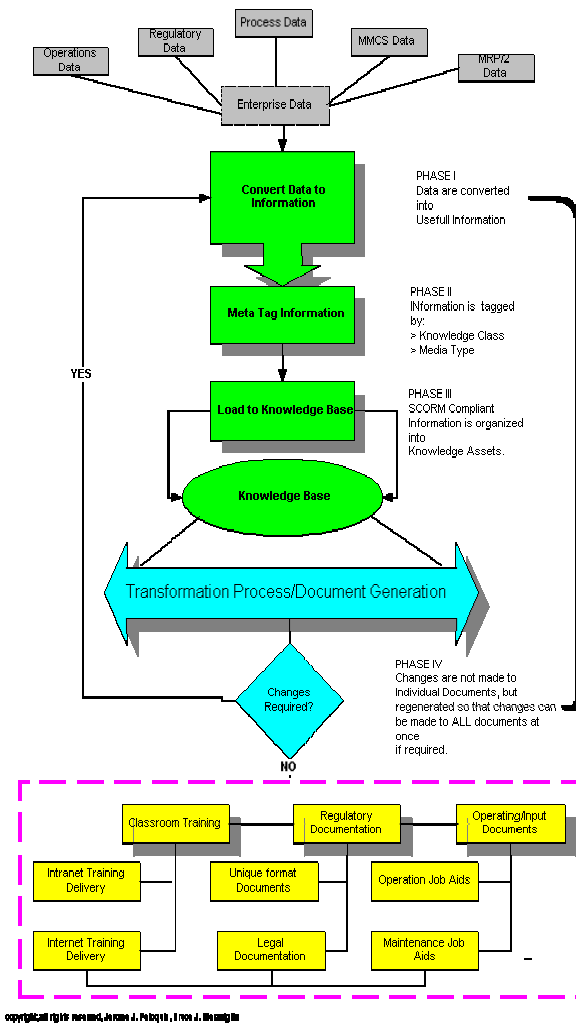 Process Data
Regulatory
Data
MMCS Data
Operations
Data
MRP/2
Data
Enterprise Data
Convert Data to
Information
PHASE I
Data are converted
into
Usefull Information
Meta Tag Information
PHASE II
INformation is tagged
by:
> Knowledge Class
> Media Type
YES
Load to Knowledge Base
PHASE III
SCORM Compliant
Information is organized
into
Knowledge Assets.
Knowledge Base
Transformation Process/Document Generation
Changes
Required?
PHASE IV
Changes are not made to
Individual Documents, but
regenerated so that changes can
be made to ALL documents at
once
if required.
NO
Classroom Training
Regulatory
Documentation
Operating/Input
Documents
Intranet Training
Delivery
Unique format
Documents
Operation Job Aids
Internet Training
Delivery
Legal
Documentation
Maintenance Job
Aids
copyright, all rights reserved, Jerome J.